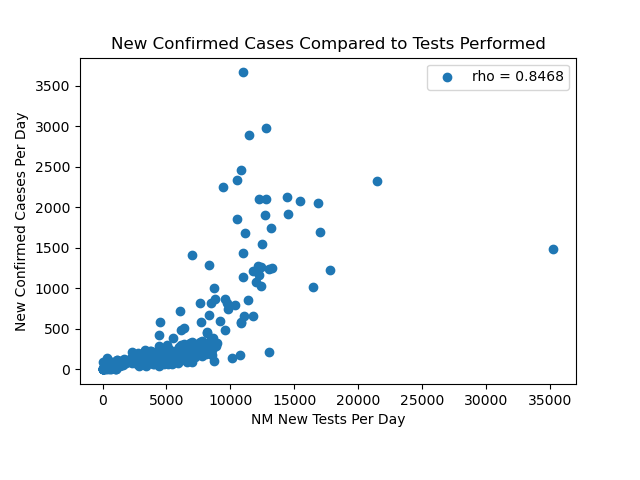 New Confirmed Cases Compared to Tests Performed
rho = 0.8468
New Confirmed Caeses Per Day
3500
3000
2500
2000
1500
1000
500
0
0 5000 10000 15000 20000 25000 30000 35000
NM New Tests Per Day